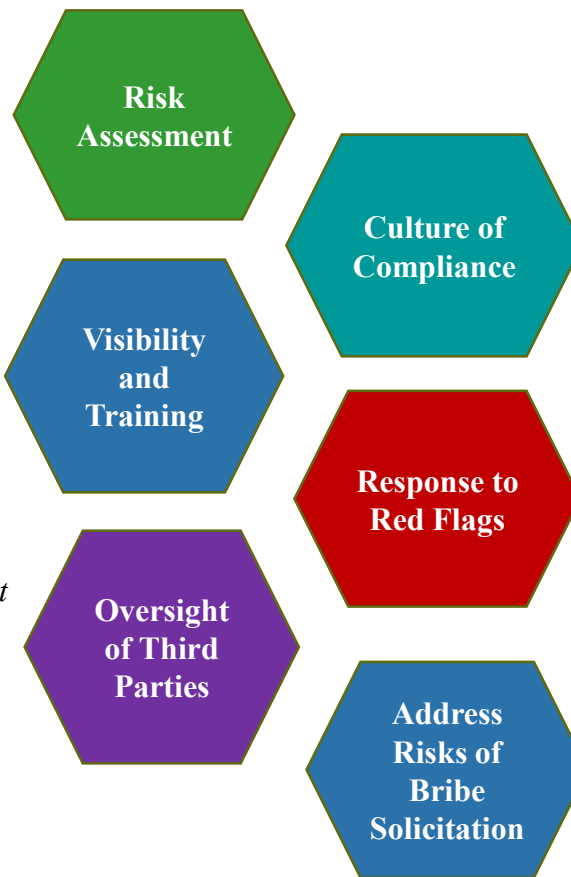 Risk
Assessment
Culture of
Compliance
Visibility
and
Training
Response to
Red Flags
t
Oversight
of Third
Parties
Address
Risks of
Bribe
Solicitation